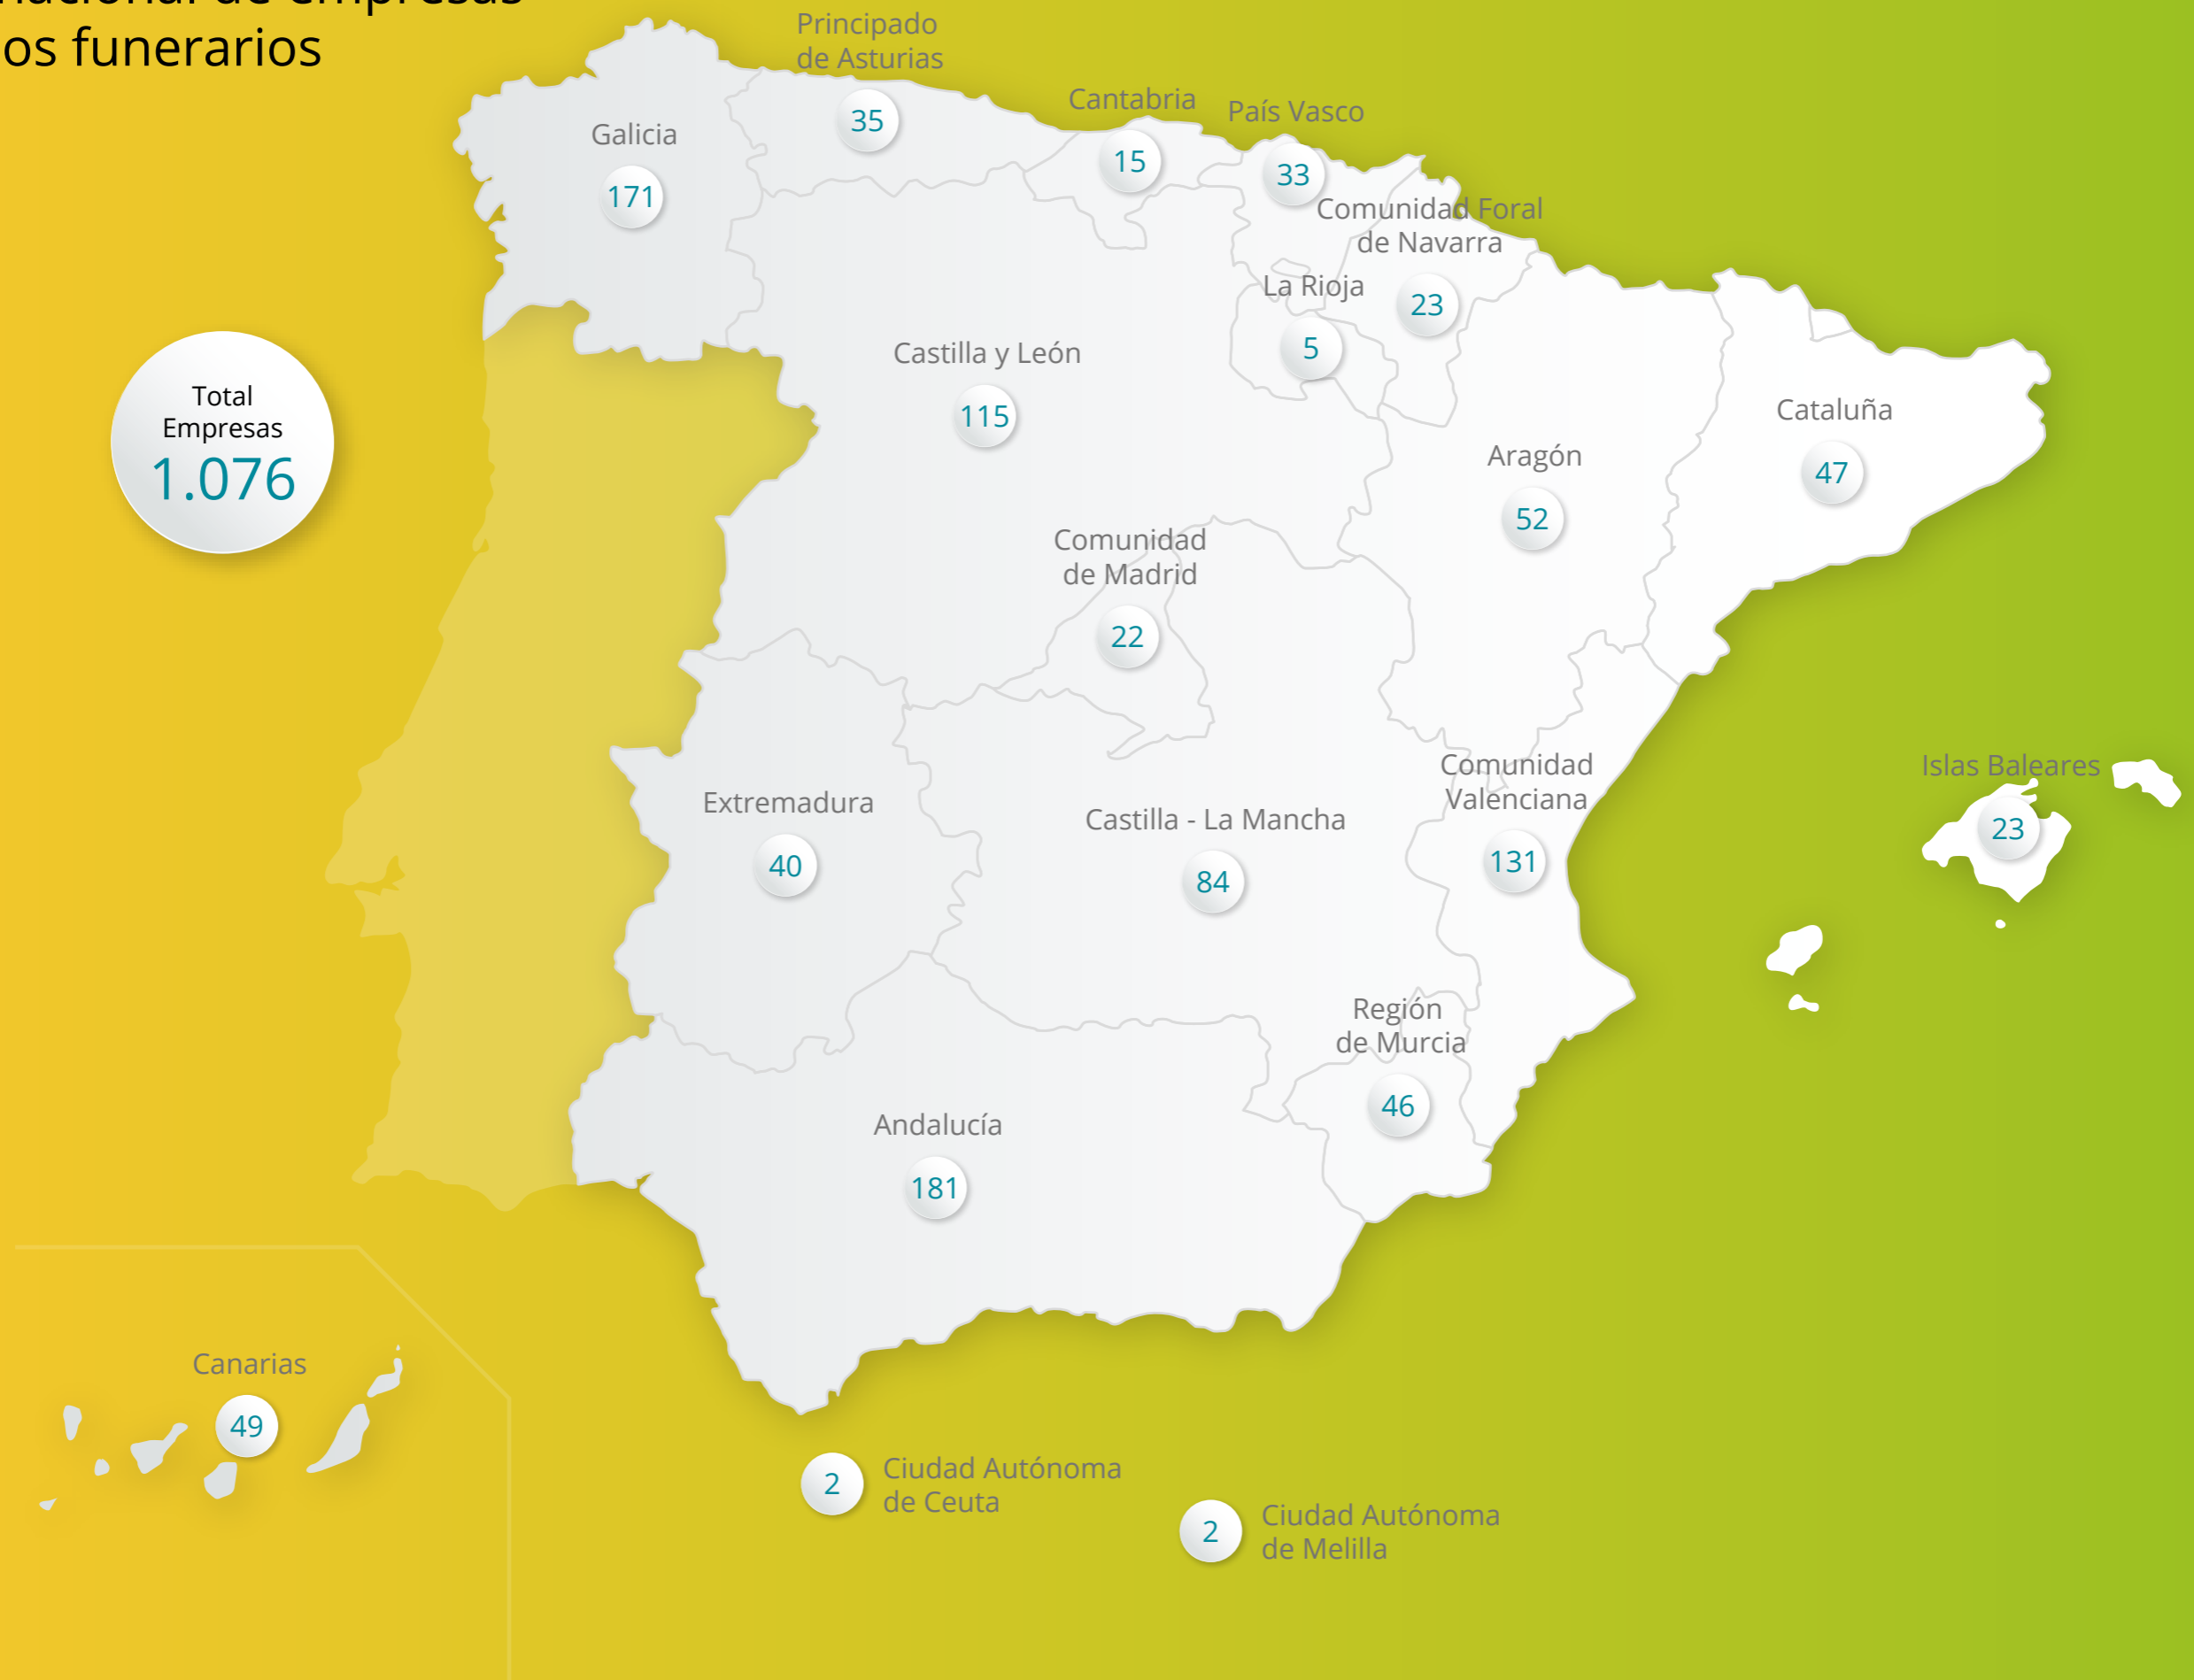 nacional de empresas
os funerarios
Principado
de Asturias
35
Cantabria
15
País Vasco
33
Galicia
171
Comunidad Foral
de Navarra
23
La Rioja
5
Castilla y León
115
Total
Empresas
1.076
Cataluña
47
Aragón
52
Comunidad
de Madrid
22
Comunidad
Valenciana
131
Islas Baleares
23
Extremadura
40
Castilla - La Mancha
84
Región
de Murcia
46
Andalucía
181
Canarias
49
2
Ciudad Autónoma
de Ceuta
2
Ciudad Autónoma
de Melilla